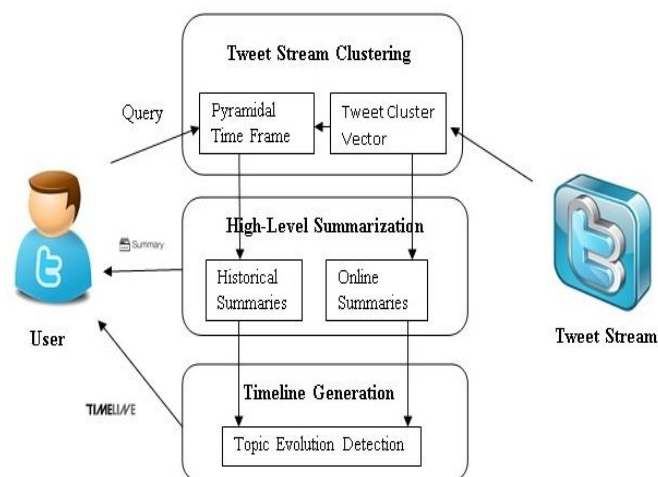 Tweet Stream Clustering
Query
Pyramidal
Time Frame
Tweet Cluster
Vector
High-Level Summarization
Summary
Historical
Summaries
Online
Summaries
User
Tweet Stream
Timeline Generation
TIMELINE
Topic Evolution Detection